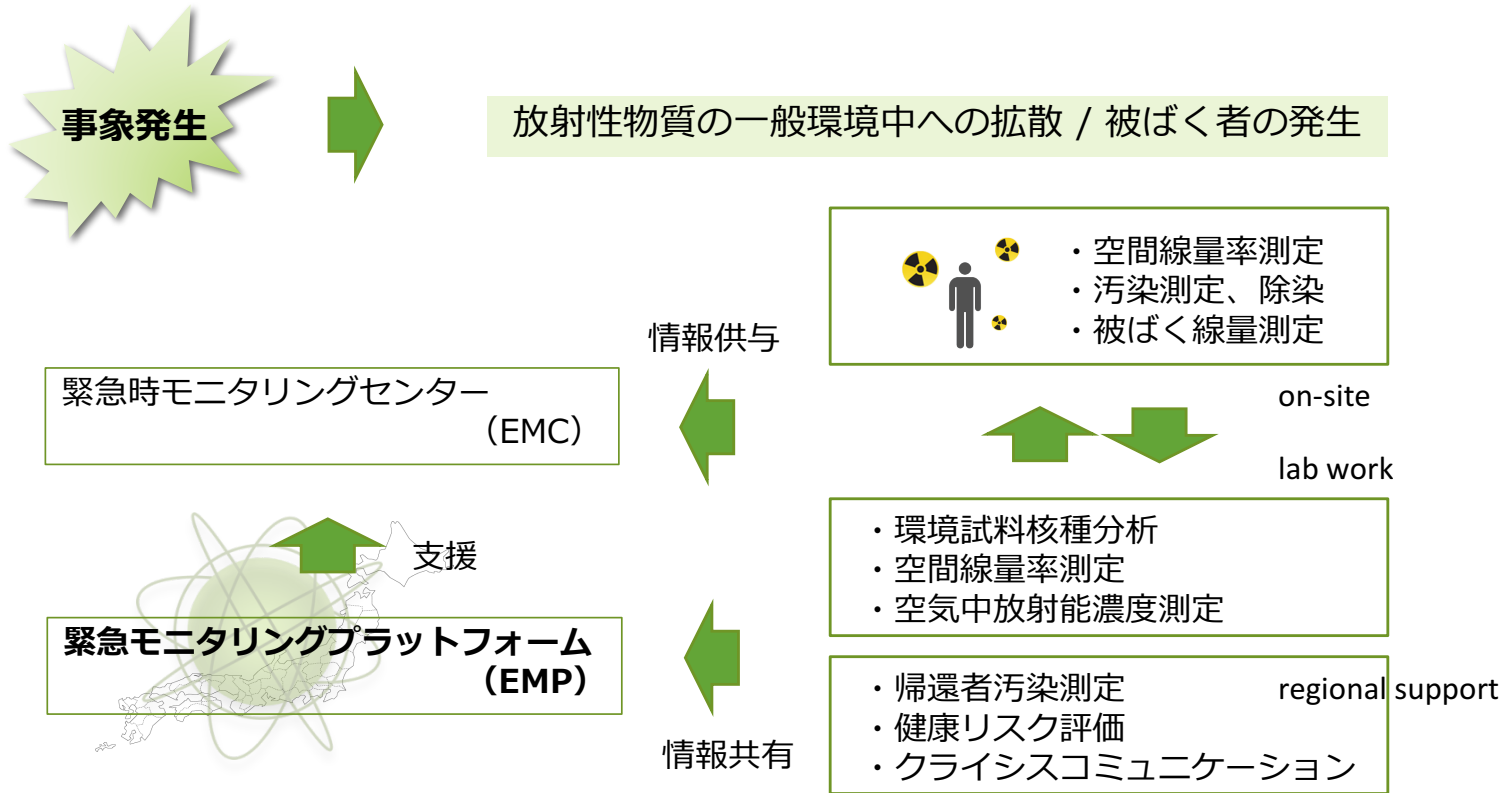 事象発生
放射性物質の一般環境中への拡散 / 被ばく者の発生
・空間線量率測定
・汚染測定、除染
・被ばく線量測定
情報供与
緊急時モニタリングセンター
（EMC）
on-site
lab work
支援
・環境試料核種分析
・空間線量率測定
・空気中放射能濃度測定
緊急モニタリングプラットフォーム
（EMP）
情報共有
・帰還者汚染測定
・健康リスク評価
・クライシスコミュニケーション
regional support